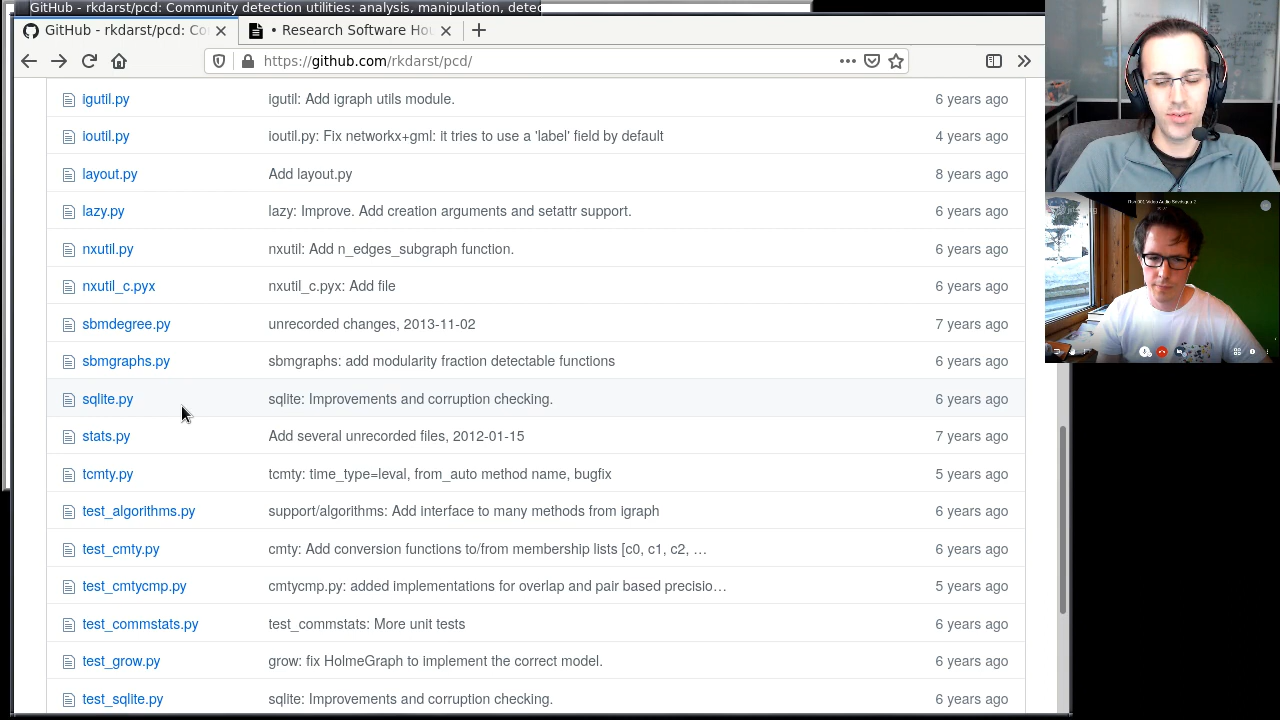 GitHub - rkdarst/pcd: Community detection utilities: analysis, manipulation, detec
GitHub - rkdarst/pcd: Co
• Research Software Ho
https://github.com/rkdarst/pcd/
igutil.py igutil: Add igraph utils module. 6 years ago
ioutil.py ioutil.py: Fix networkx+gml: it tries to use a 'label' field by default 4 years ago
layout.py Add layout.py 8 years ago
lazy.py lazy: Improve, Add creation arguments and setattr support. 6 years ago
nxutil.py nxutil: Add n_edges_subgraph function. 6 years ago
nxutil_c.pyx nxutil_c.pyx: Add file 6 years ago
sbmdegree.py unrecorded changes, 2013-11-02 7 years ago
sbmgraphs.py sbmgraphs: add modularity fraction detectable functions 6 years ago
sqlite.py sqlite: Improvements and corruption checking. 6 years ago
stats.py Add several unrecorded files, 2012-01-15 7 years ago
tcmty.py tcmty: time_type=leval, from_auto method name, bugfix 5 years ago
test_algorithms.py support/algorithms: Add interface to many methods from igraph 6 years ago
test_cmty.py cmty: Add conversion functions to/from membership lists [c0, c1, c2, … 6 years ago
test_cmtycmp.py cmtycmp.py: added implementations for overlap and pair based precisio… 5 years ago
test_commstats.py test_commstats: More unit tests 6 years ago
test_grow.py grow: fix HolmeGraph to implement the correct model. 6 years ago
test_sqlite.py sqlite: Improvements and corruption checking. 6 years ago